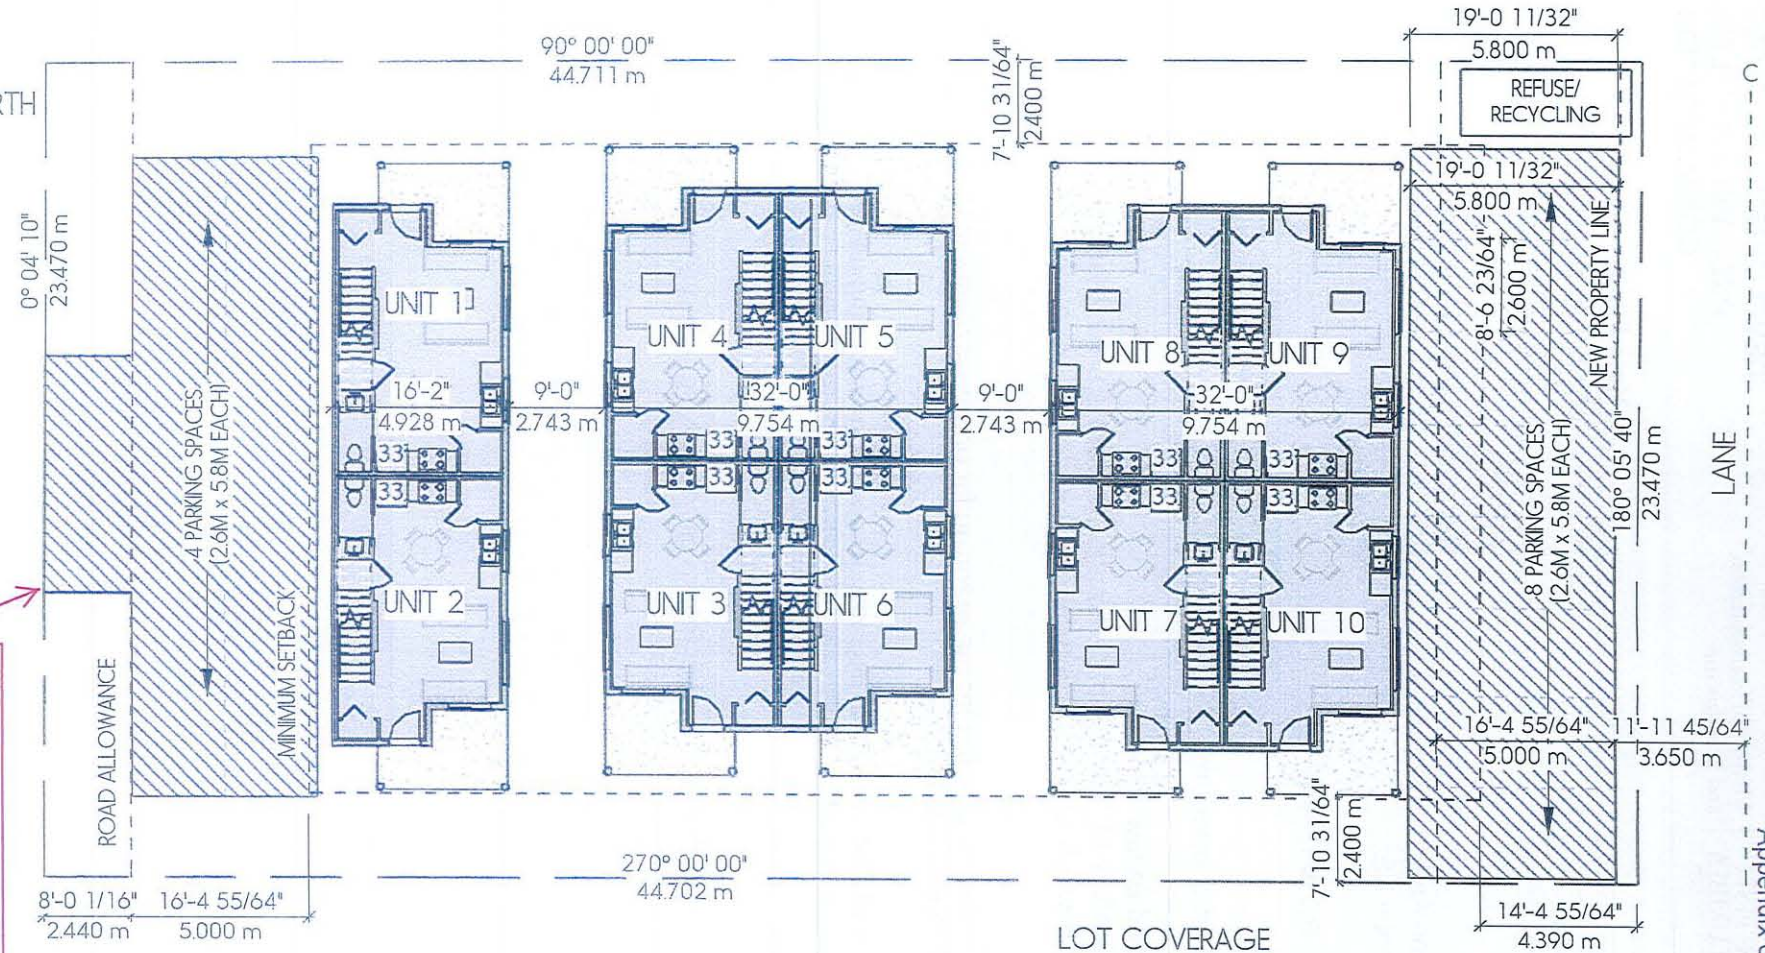 19'-0 11/32"
5.800 m
90° 00' 00"
44.711 m
7'-10 31/64"
2.400 m
REFUSE/
RECYCLING
C
RTH
19'-0 11/32"
5.800 m
0° 04' 10"
23.470 m
4 PARKING SPACES
(2.6M x 5.8M EACH)
MINIMUM SETBACK
ROAD ALLOWANCE
UNIT 1
UNIT 4
UNIT 5
UNIT 8
UNIT 9
8'-6 23/64"
2.600 m
NEW PROPERTY LINE
16'-2"
4.928 m
9'-0"
2.743 m
32'-0"
9.754 m
9'-0"
2.743 m
32'-0"
9.754 m
33
33
33
33
33
33
33
33
33
33
8 PARKING SPACES
(2.6M x 5.8M EACH)
180° 05' 40"
23.470 m
LANE
UNIT 2
UNIT 3
UNIT 6
UNIT 7
UNIT 10
16'-4 55/64"
5.000 m
11'-11 45/64"
3.650 m
7'-10 31/64"
2.400 m
270° 00' 00"
44.702 m
8'-0 1/16"
2.440 m
16'-4 55/64"
5.000 m
14'-4 55/64"
4.390 m
LOT COVERAGE
Appendix